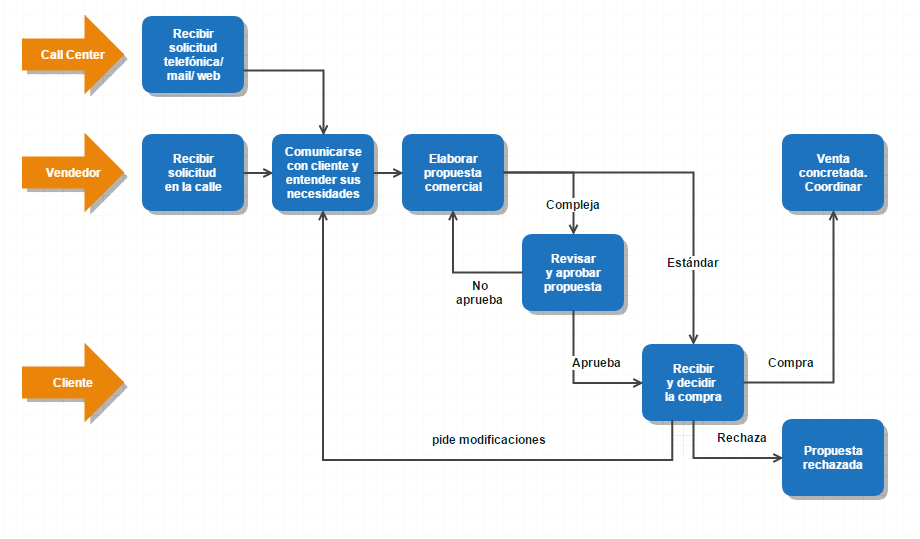 Call Center
Recibir
solicitud
telefónica/
mail/ web
Vendedor
Recibir
solicitud
en la calle
Comunicarse
con cliente y
entender sus
necesidades
Elaborar
propuesta
comercial
Venta
concretada.
Coordinar
Compleja
Estándar
Revisar
y aprobar
propuesta
No
aprueba
Aprueba
Cliente
Recibir
y decidir
la compra
Compra
pide modificaciones
Rechaza
Propuesta
rechazada